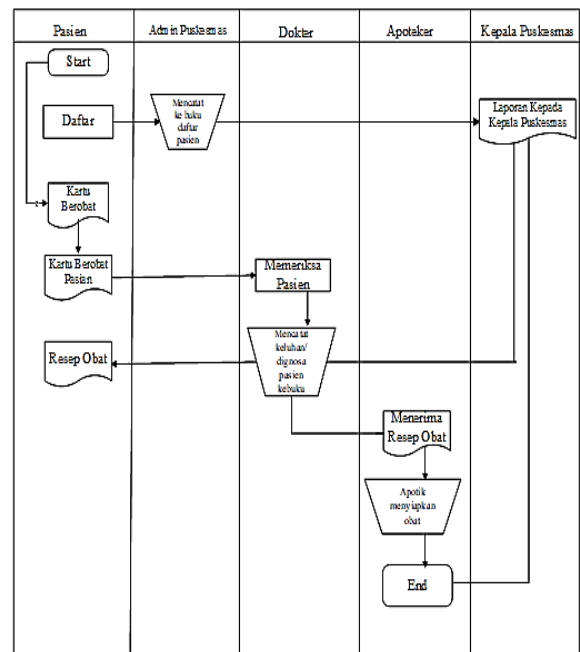 Pasien
Admin Puskesmas
Dokter
Apoteker
Kepala Puskesmas
Start
Daftar
Mencatat
ke buku
daftar
pasien
Laporan Kepada
Kepala Puskesmas
Kartu
Berobat
Kartu Berobat
Pasian
Memeriksa
Pasien
Resep Obat
Mencatat
keluhan/
dignosa
pasien
kebuku
Menerima
Resep Obat
Apotik
menyiapkan
obat
End